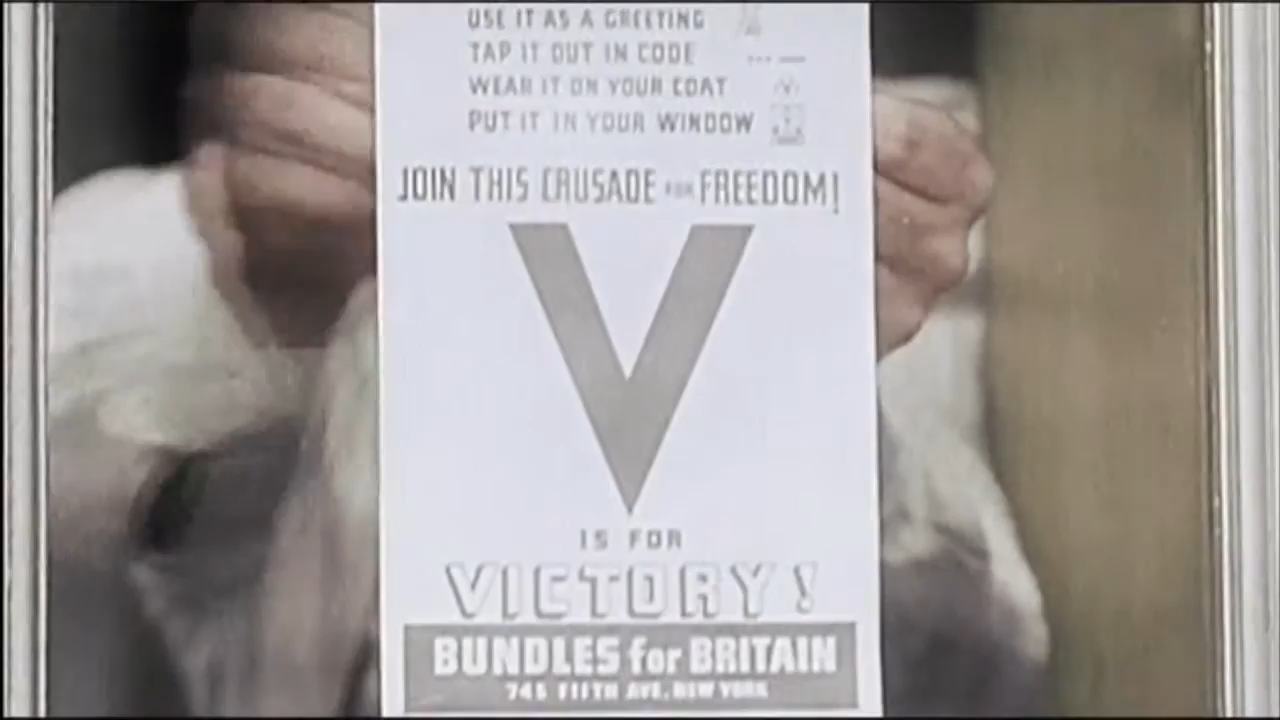 USE IT AS A GREETING
TAP IT OUT IN CODE
WEAR IT ON YOUR COAT
PUT IT IN YOUR WINDOW
JOIN THIS CRUSADE FOR FREEDOM!
V
IS FOR
VICTORY!
BUNDLES for BRITAIN
745 FIFTH AVE., NEW YORK